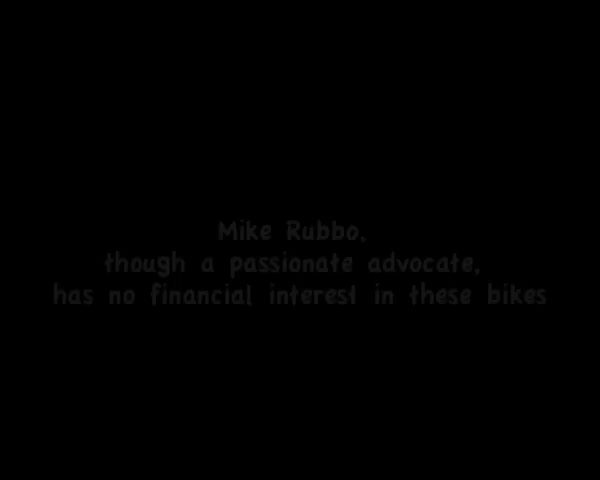 Mike Rubbo,
though a passionate advocate,
has no financial interest in these bikes